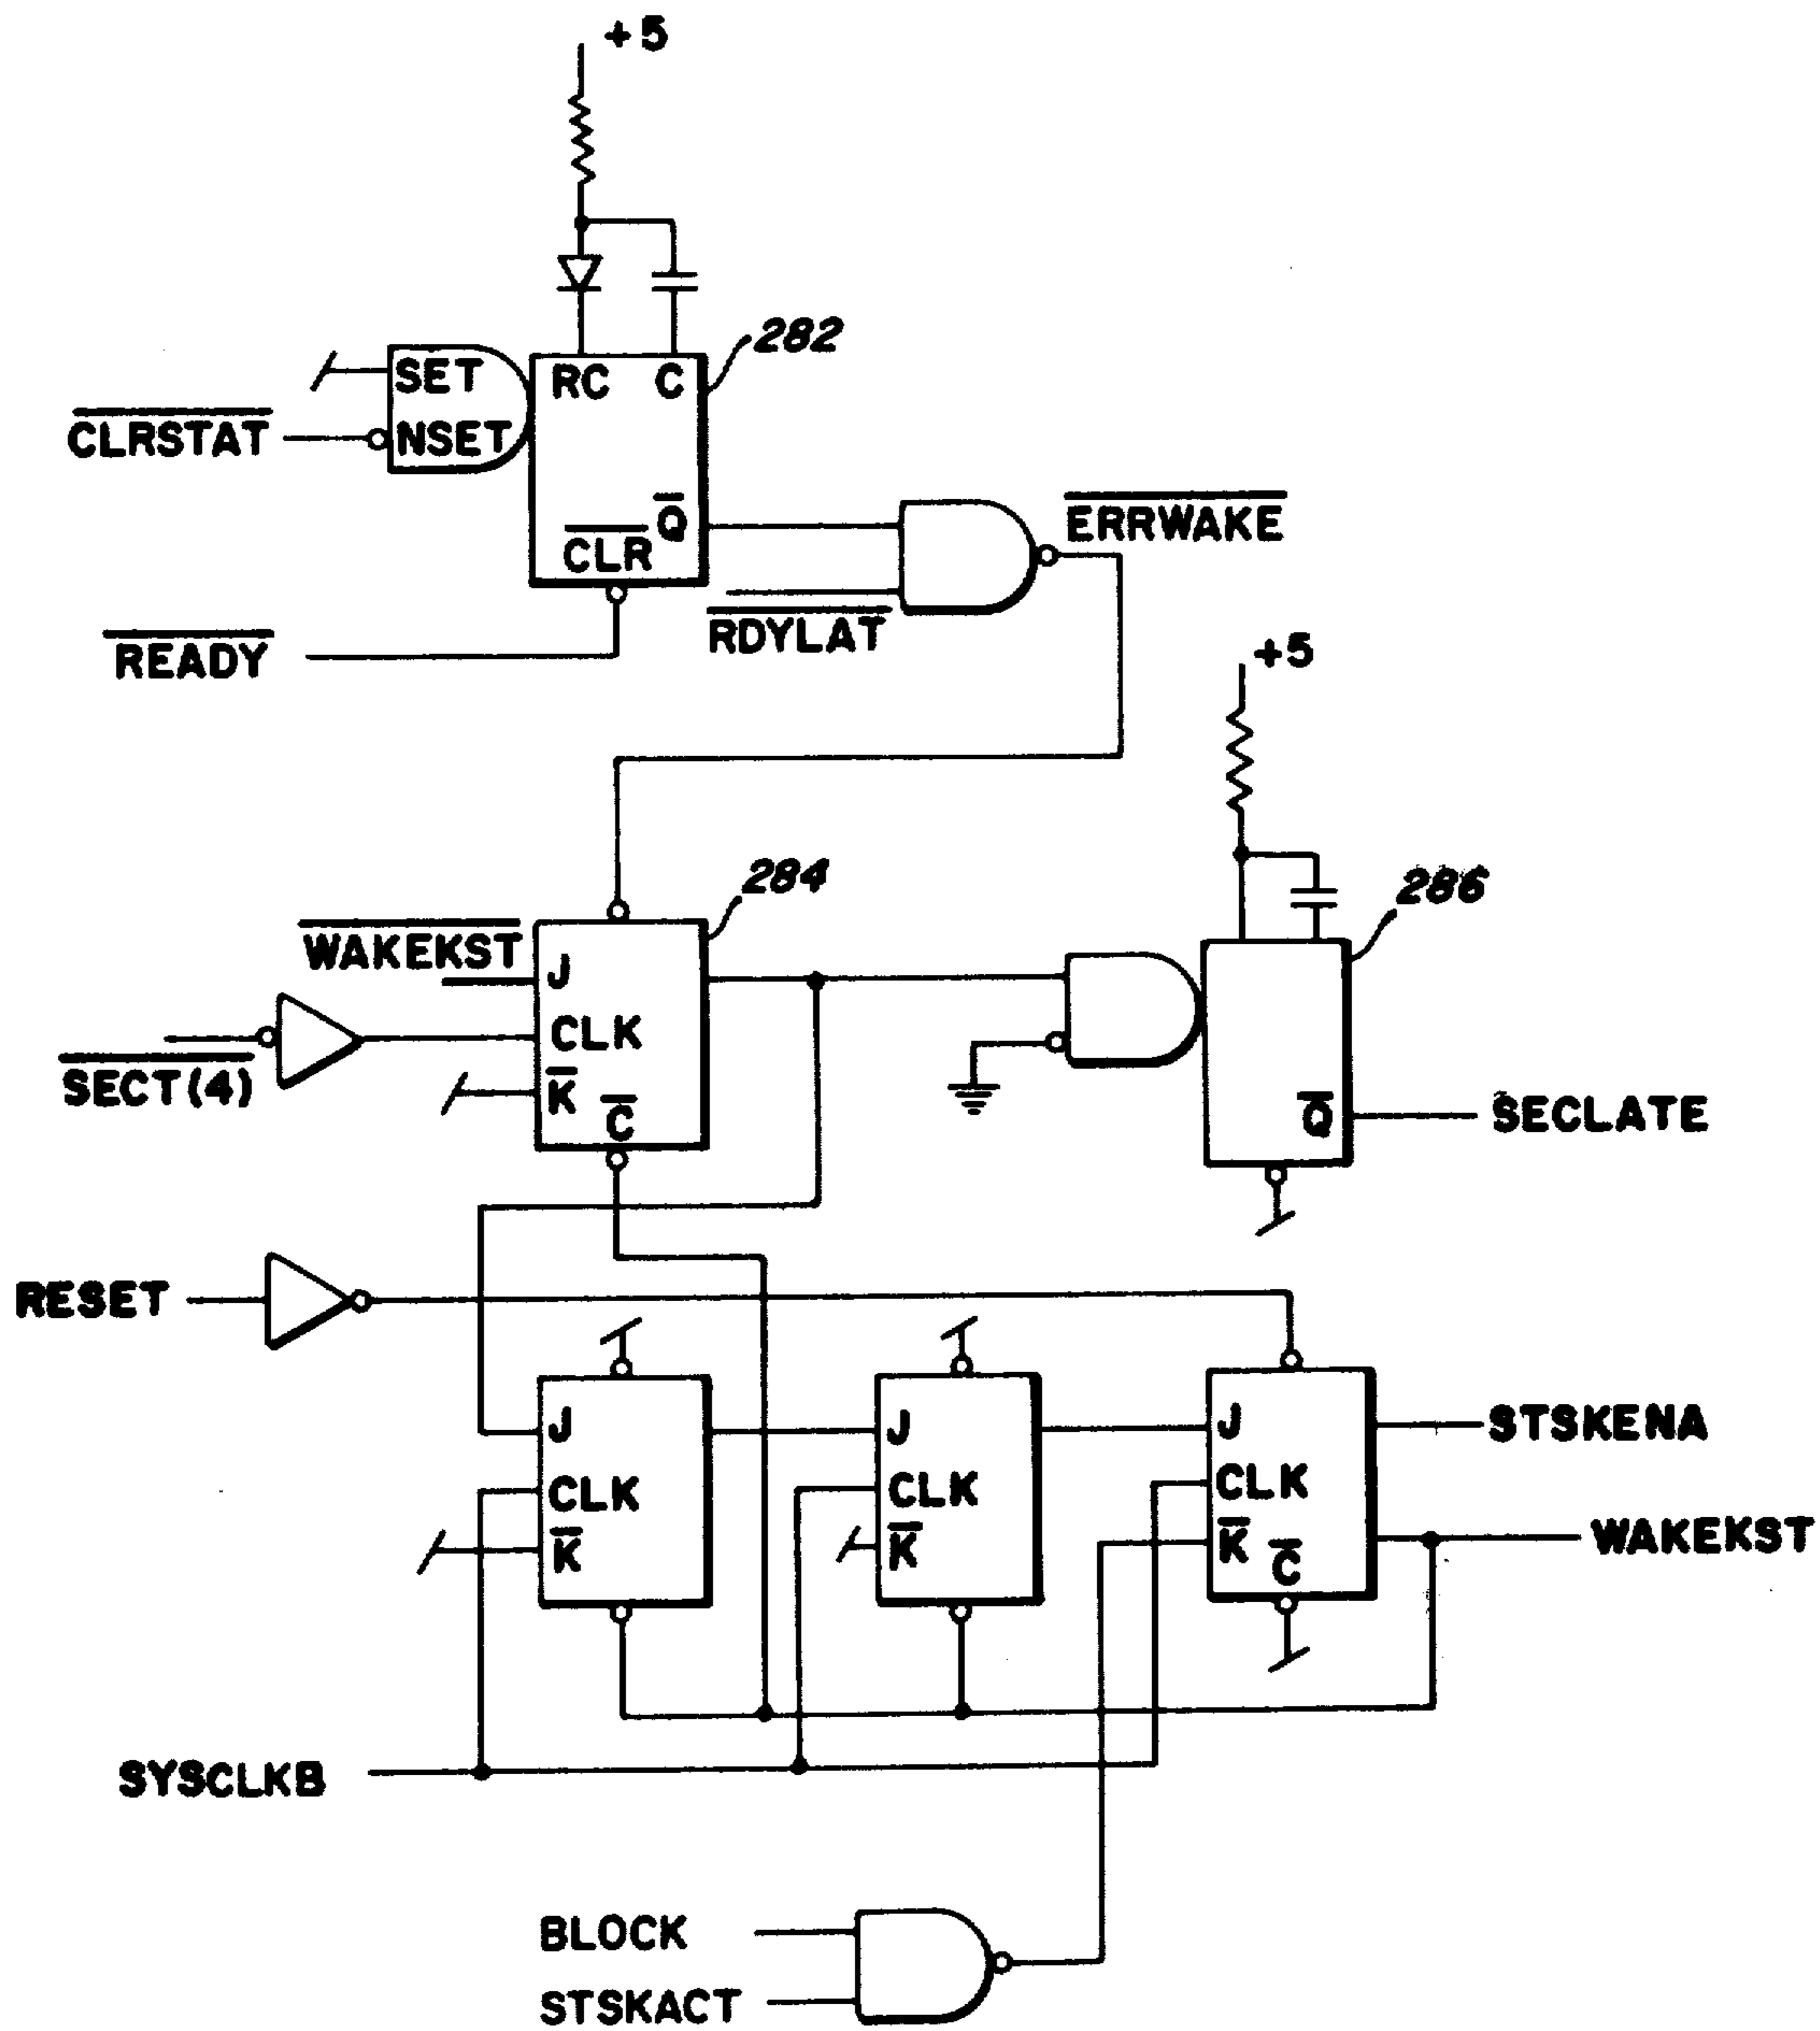 +5
282
SET
RC C
CLRSTAT
NSET
Q
CLR
ERRWAKE
RDYLAT
READY
+5
284
286
WAKEKST
J
CLK
SECT(4)
K
C
Q
SECLATE
RESET
J
J
J
STSKENA
CLK
CLK
CLK
K
K
K
C
WAKEKST
SYSCLKB
BLOCK
STSKACT